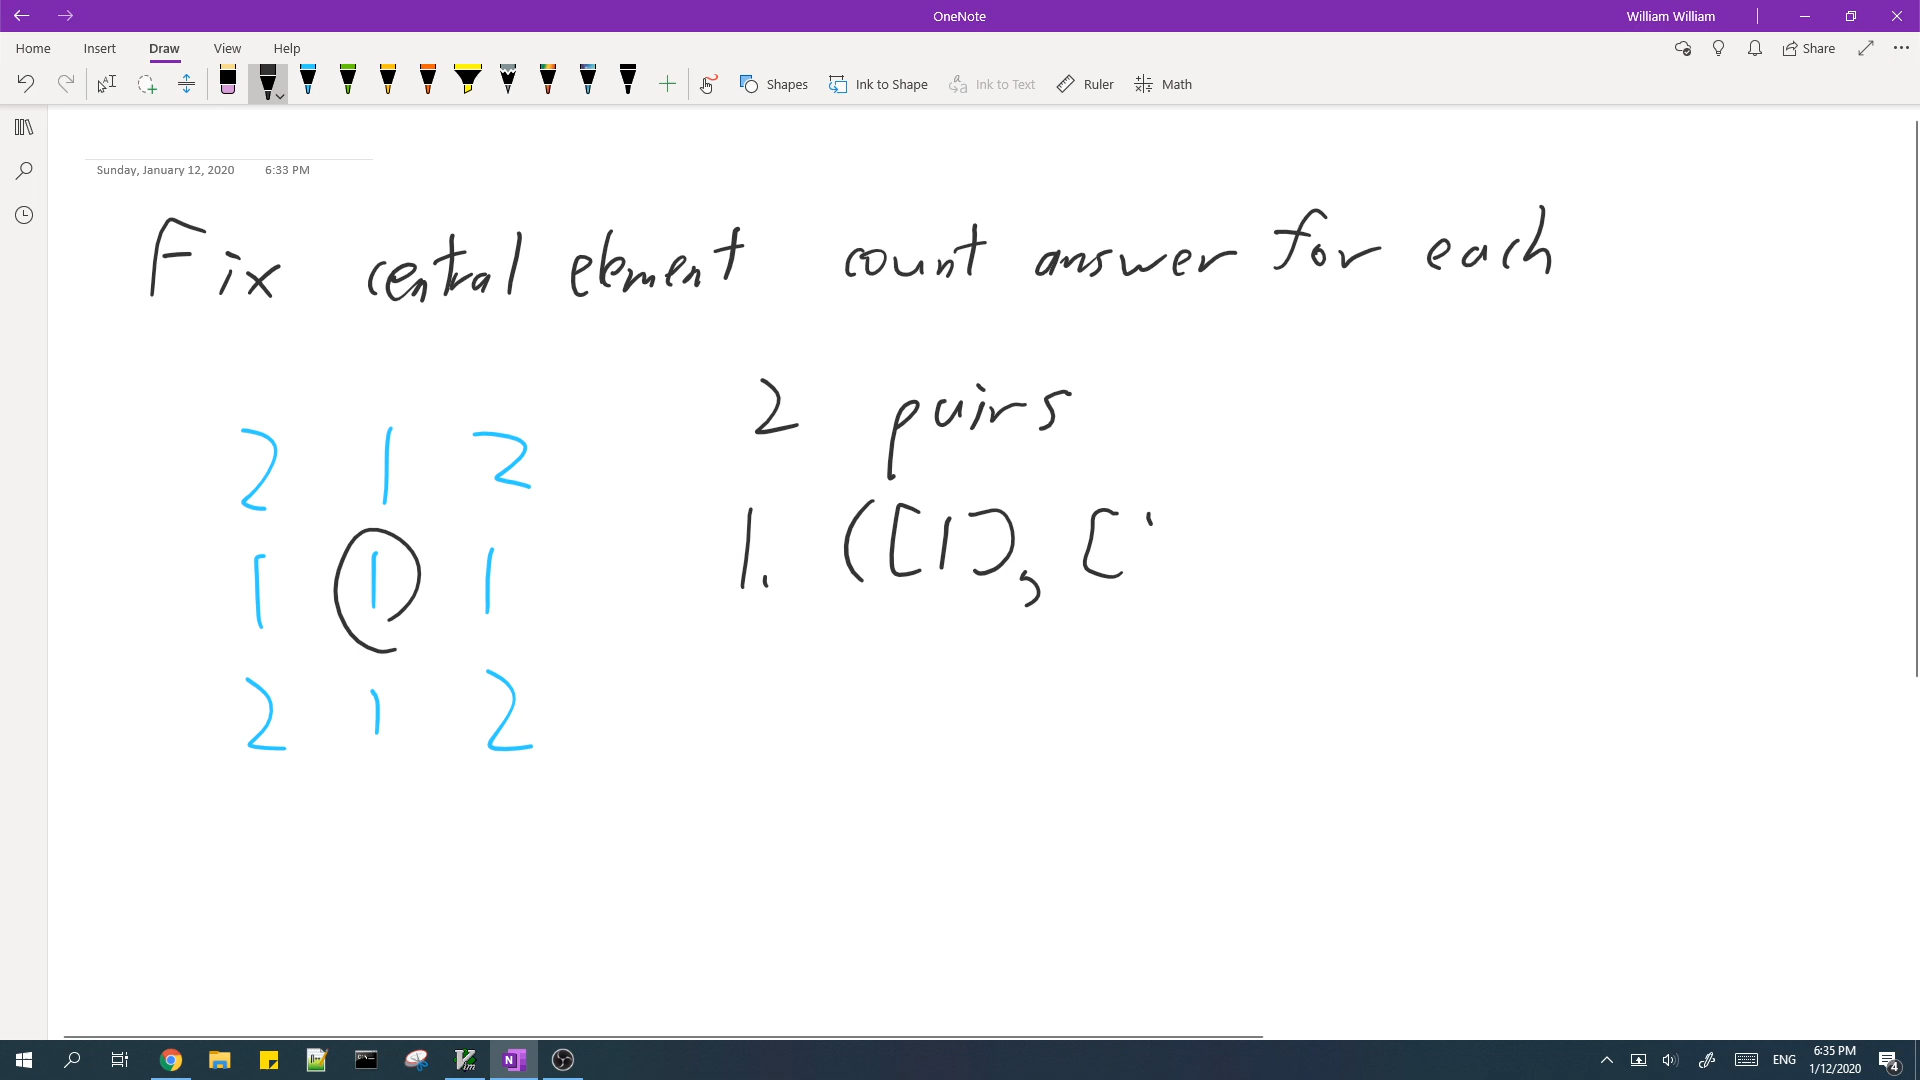 OneNote
William William
Home Insert Draw View Help
Share
Shapes
Ink to Shape
Ink to Text
Ruler
Math
Sunday, January 12, 2020 6:33 PM
Fix central element count answer for each
2 pairs
2 1 2
1. ([1], [
1 1 1
2 1 2
ENG
6:35 PM
1/12/2020
4